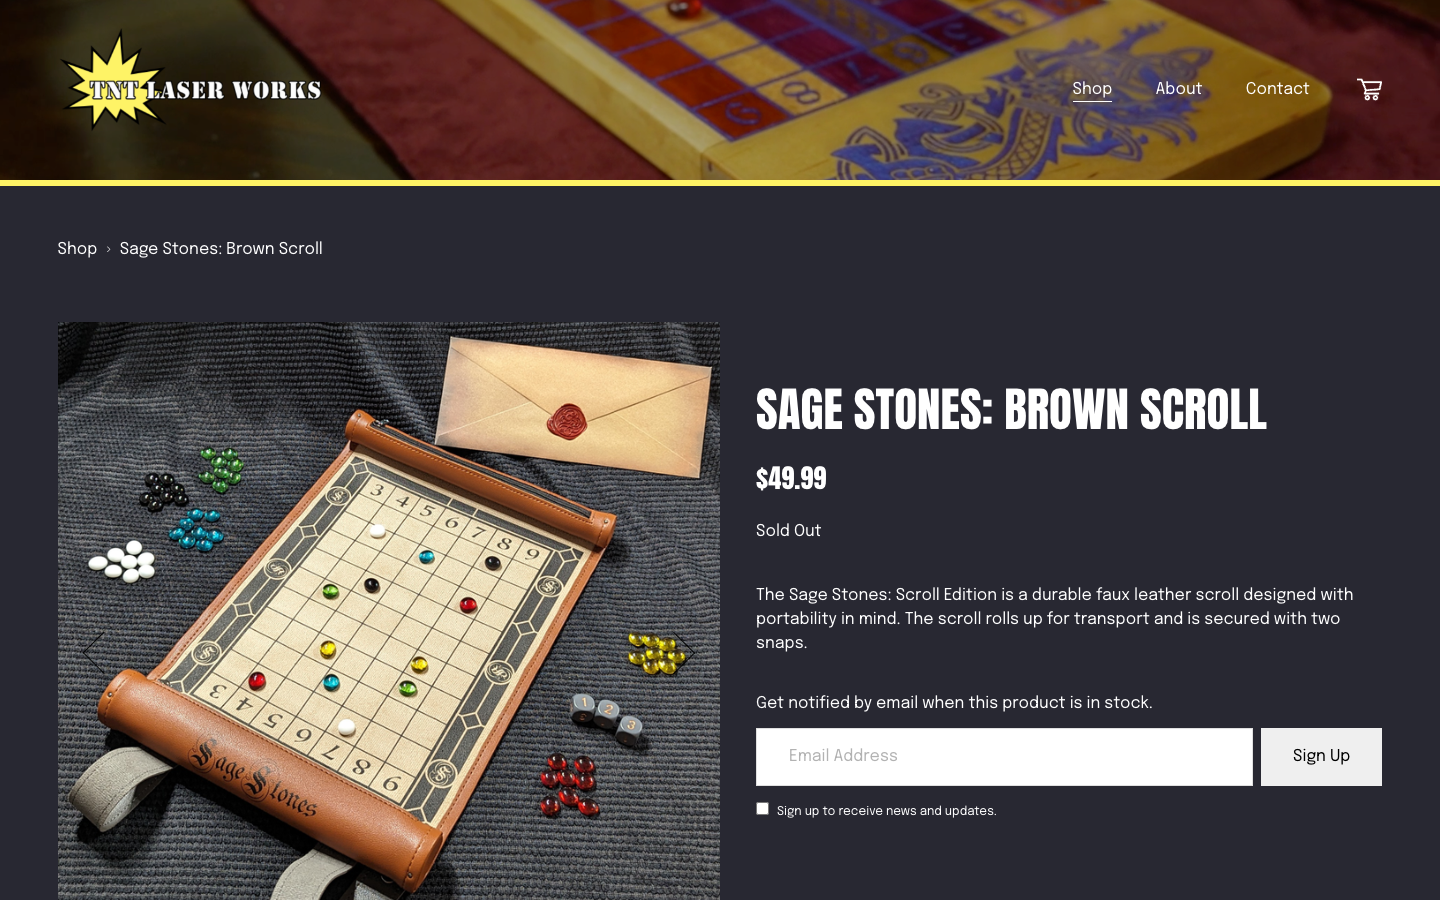 TNT LASER WORKS
Shop
About
Contact
Shop › Sage Stones: Brown Scroll
3 4 5 6 7 8 9
3 4 5 6 7 8 9
Sage Stones
1 2 3
SAGE STONES: BROWN SCROLL
$49.99
Sold Out
The Sage Stones: Scroll Edition is a durable faux leather scroll designed with
portability in mind. The scroll rolls up for transport and is secured with two
snaps.
Get notified by email when this product is in stock.
Email Address
Sign Up
Sign up to receive news and updates.